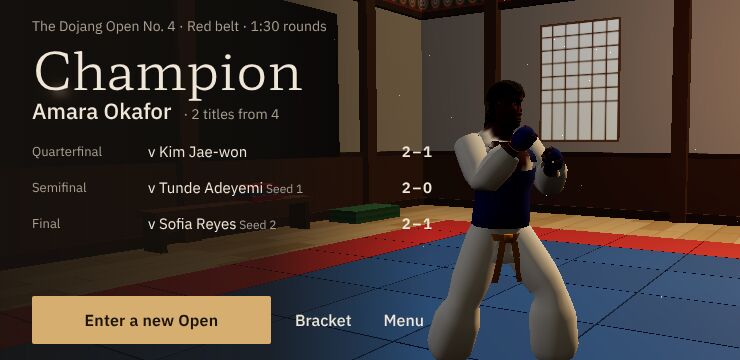 The Dojang Open No. 4 · Red belt · 1:30 rounds
Champion
Amara Okafor · 2 titles from 4
Quarterfinal v Kim Jae-won 2–1
Semifinal v Tunde Adeyemi Seed 1 2–0
Final v Sofia Reyes Seed 2 2–1
Enter a new Open Bracket Menu